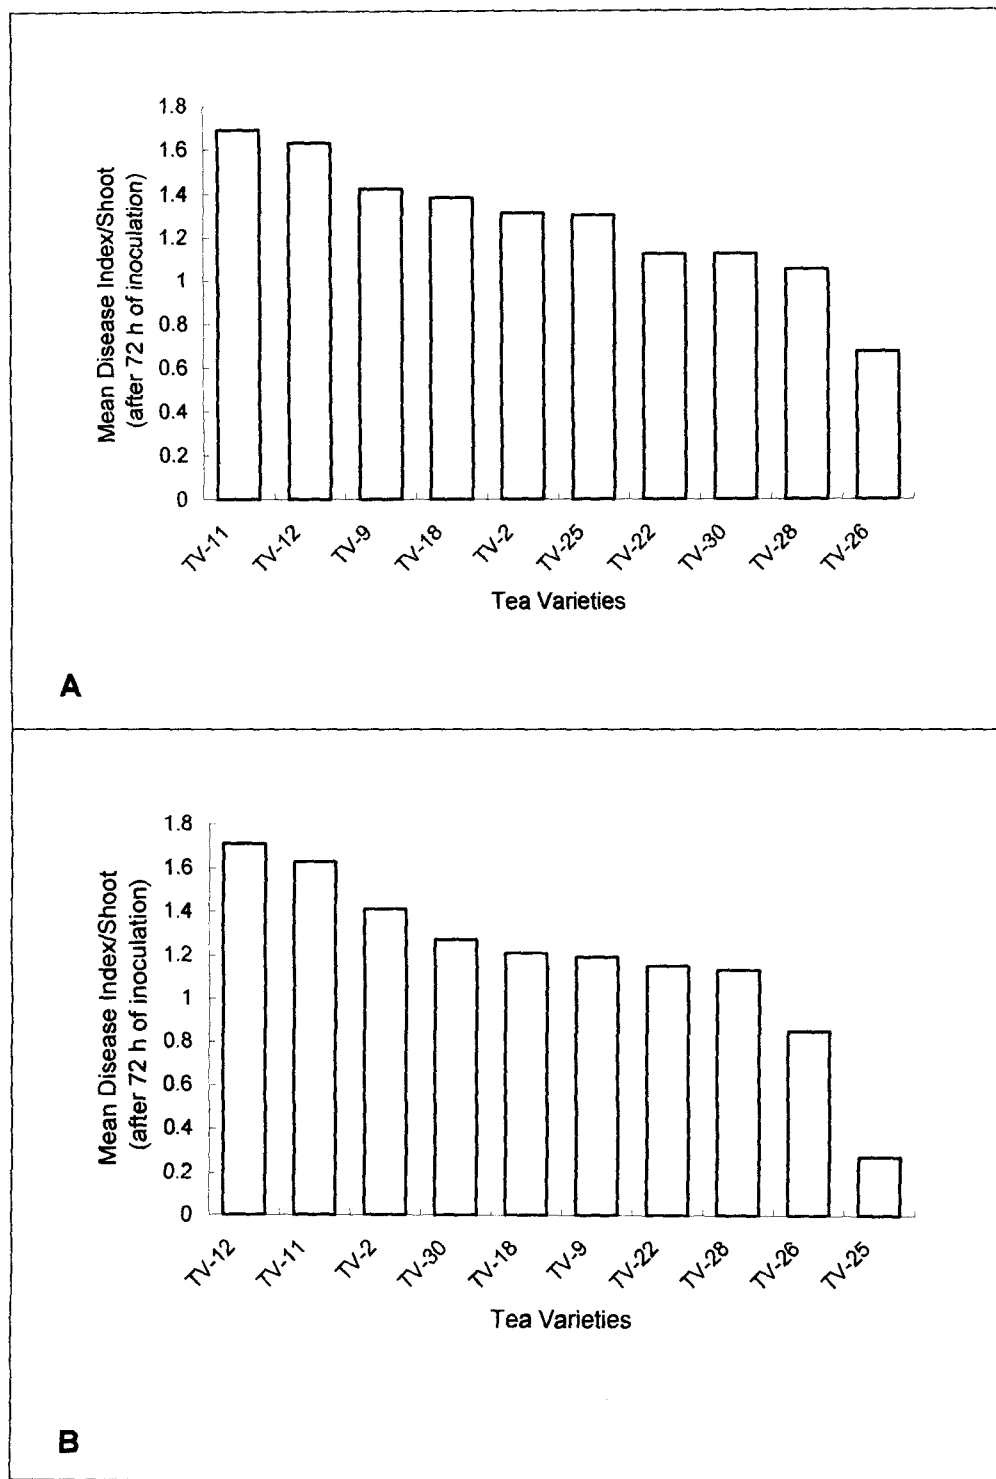 1.8
1.6
1.4
1.2
1
0.8
0.6
0.4
0.2
0
Mean Disease Index/Shoot
(after 72 h of inoculation)
TV-11 TV-12 TV-9 TV-18 TV-2 TV-25 TV-22 TV-30 TV-28 TV-26
Tea Varieties
A
1.8
1.6
1.4
1.2
1
0.8
0.6
0.4
0.2
0
Mean Disease Index/Shoot
(after 72 h of inoculation)
TV-12 TV-11 TV-2 TV-30 TV-18 TV-9 TV-22 TV-28 TV-26 TV-25
Tea Varieties
B